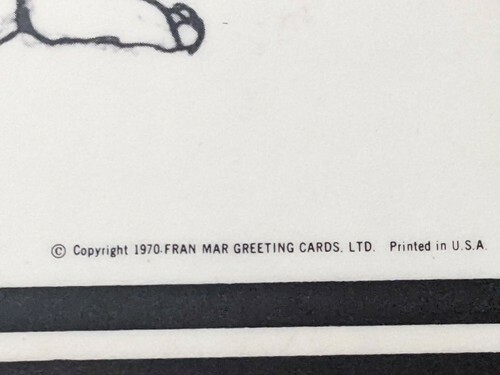 © Copyright 1970 FRAN MAR GREETING CARDS, LTD. Printed in U.S.A.